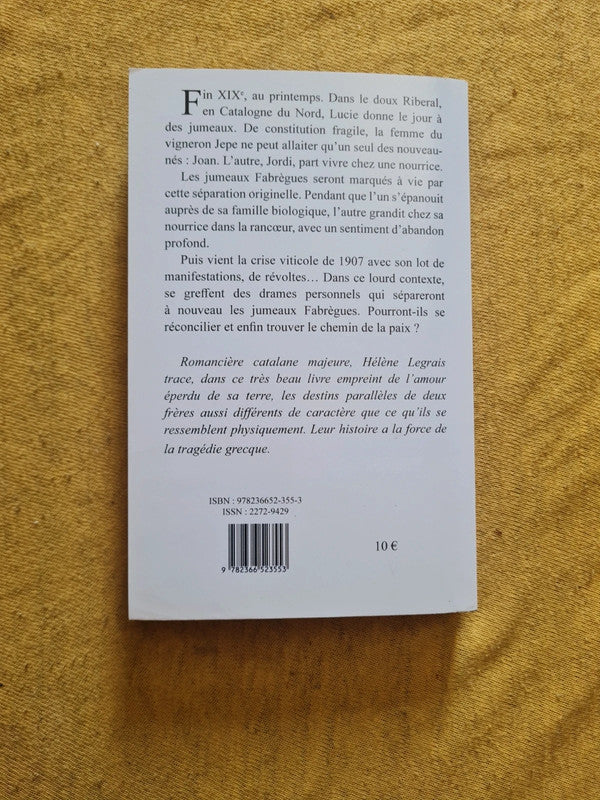 Fin XIXe, au printemps. Dans le doux Riberal,
en Catalogne du Nord, Lucie donne le jour à
des jumeaux. De constitution fragile, la femme du
vigneron Jepe ne peut allaiter qu'un seul des nouveau-
nés : Joan. L'autre, Jordi, part vivre chez une nourrice.
Les jumeaux Fabrègues seront marqués à vie par
cette séparation originelle. Pendant que l'un s'épanouit
auprès de sa famille biologique, l'autre grandit chez sa
nourrice dans la rancœur, avec un sentiment d'abandon
profond.
Puis vient la crise viticole de 1907 avec son lot de
manifestations, de révoltes… Dans ce lourd contexte,
se greffent des drames personnels qui sépareront
à nouveau les jumeaux Fabrègues. Pourront-ils se
réconcilier et enfin trouver le chemin de la paix ?
Romancière catalane majeure, Hélène Legrais
trace, dans ce très beau livre empreint de l'amour
éperdu de sa terre, les destins parallèles de deux
frères aussi différents de caractère que ce qu'ils se
ressemblent physiquement. Leur histoire a la force de
la tragédie grecque.
ISBN : 978236652-355-3
ISSN : 2272-9429
9 782366 523553
10 €